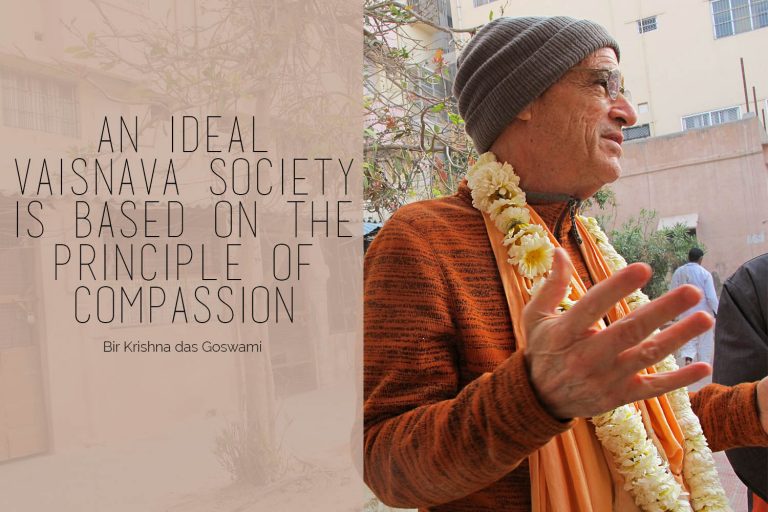 AN IDEAL
VAISNAVA SOCIETY
IS BASED ON THE
PRINCIPLE OF
COMPASSION
Bir Krishna das Goswami